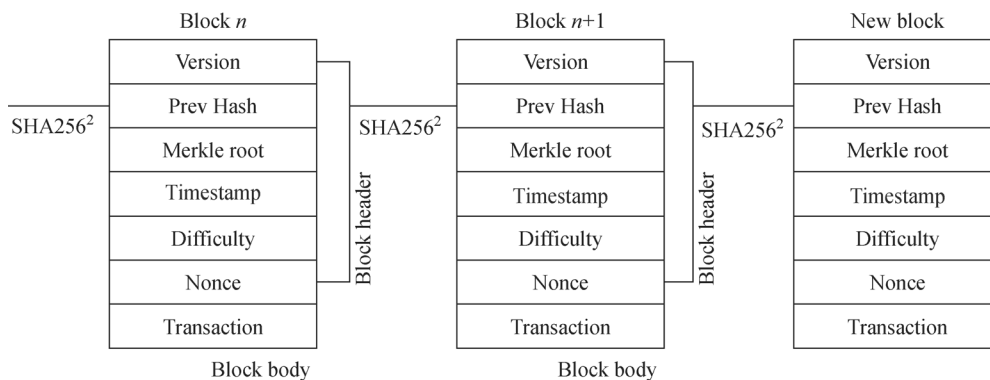 Block n
Version
Prev Hash
Merkle root
Timestamp
Difficulty
Nonce
Transaction
Block body
SHA256²
Block header
SHA256²
Block n+1
Version
Prev Hash
Merkle root
Timestamp
Difficulty
Nonce
Transaction
Block body
Block header
SHA256²
New block
Version
Prev Hash
Merkle root
Timestamp
Difficulty
Nonce
Transaction